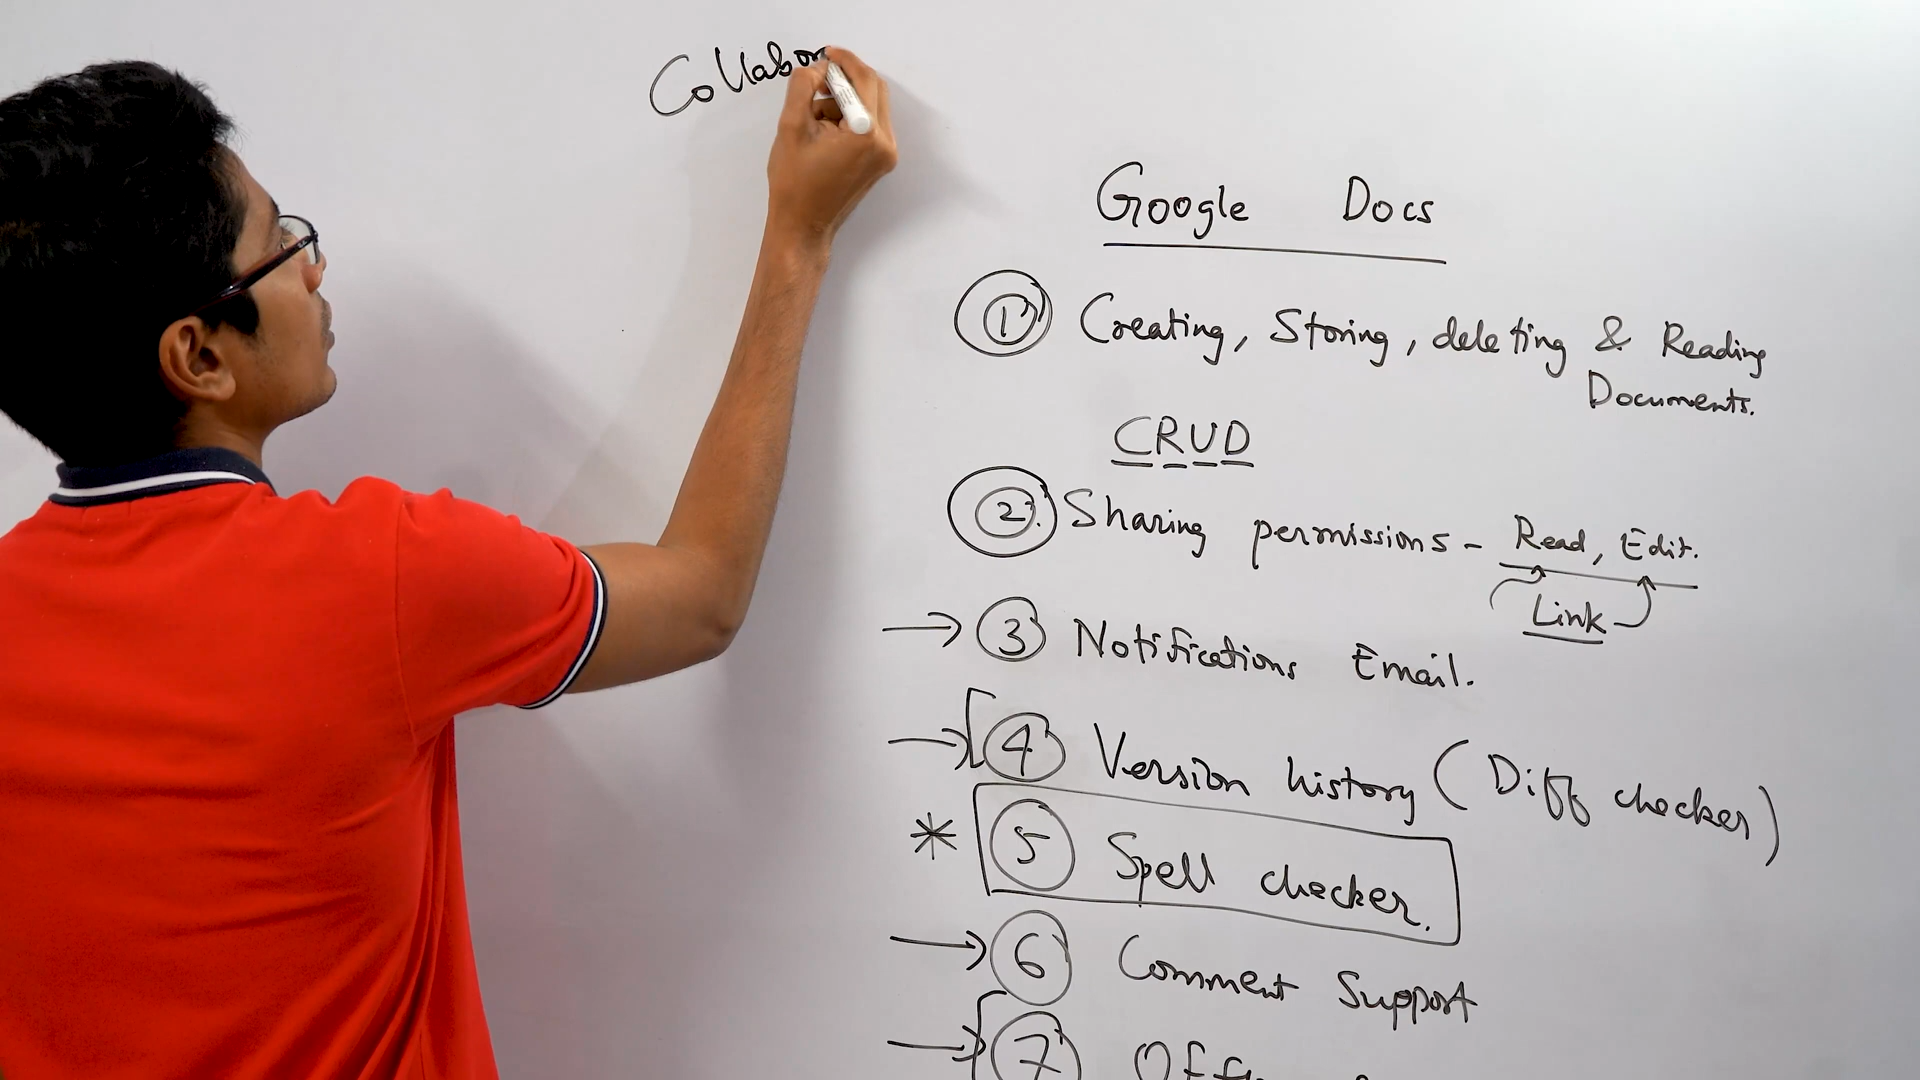 Collabor
Google Docs
1 Creating, Storing, deleting & Reading
Documents.
CRUD
2. Sharing permissions - Read, Edit.
Link
→ 3 Notifications Email.
→ 4 Version history (Diff checker)
* 5 Spell checker.
→ 6 Comment Support
→ 7